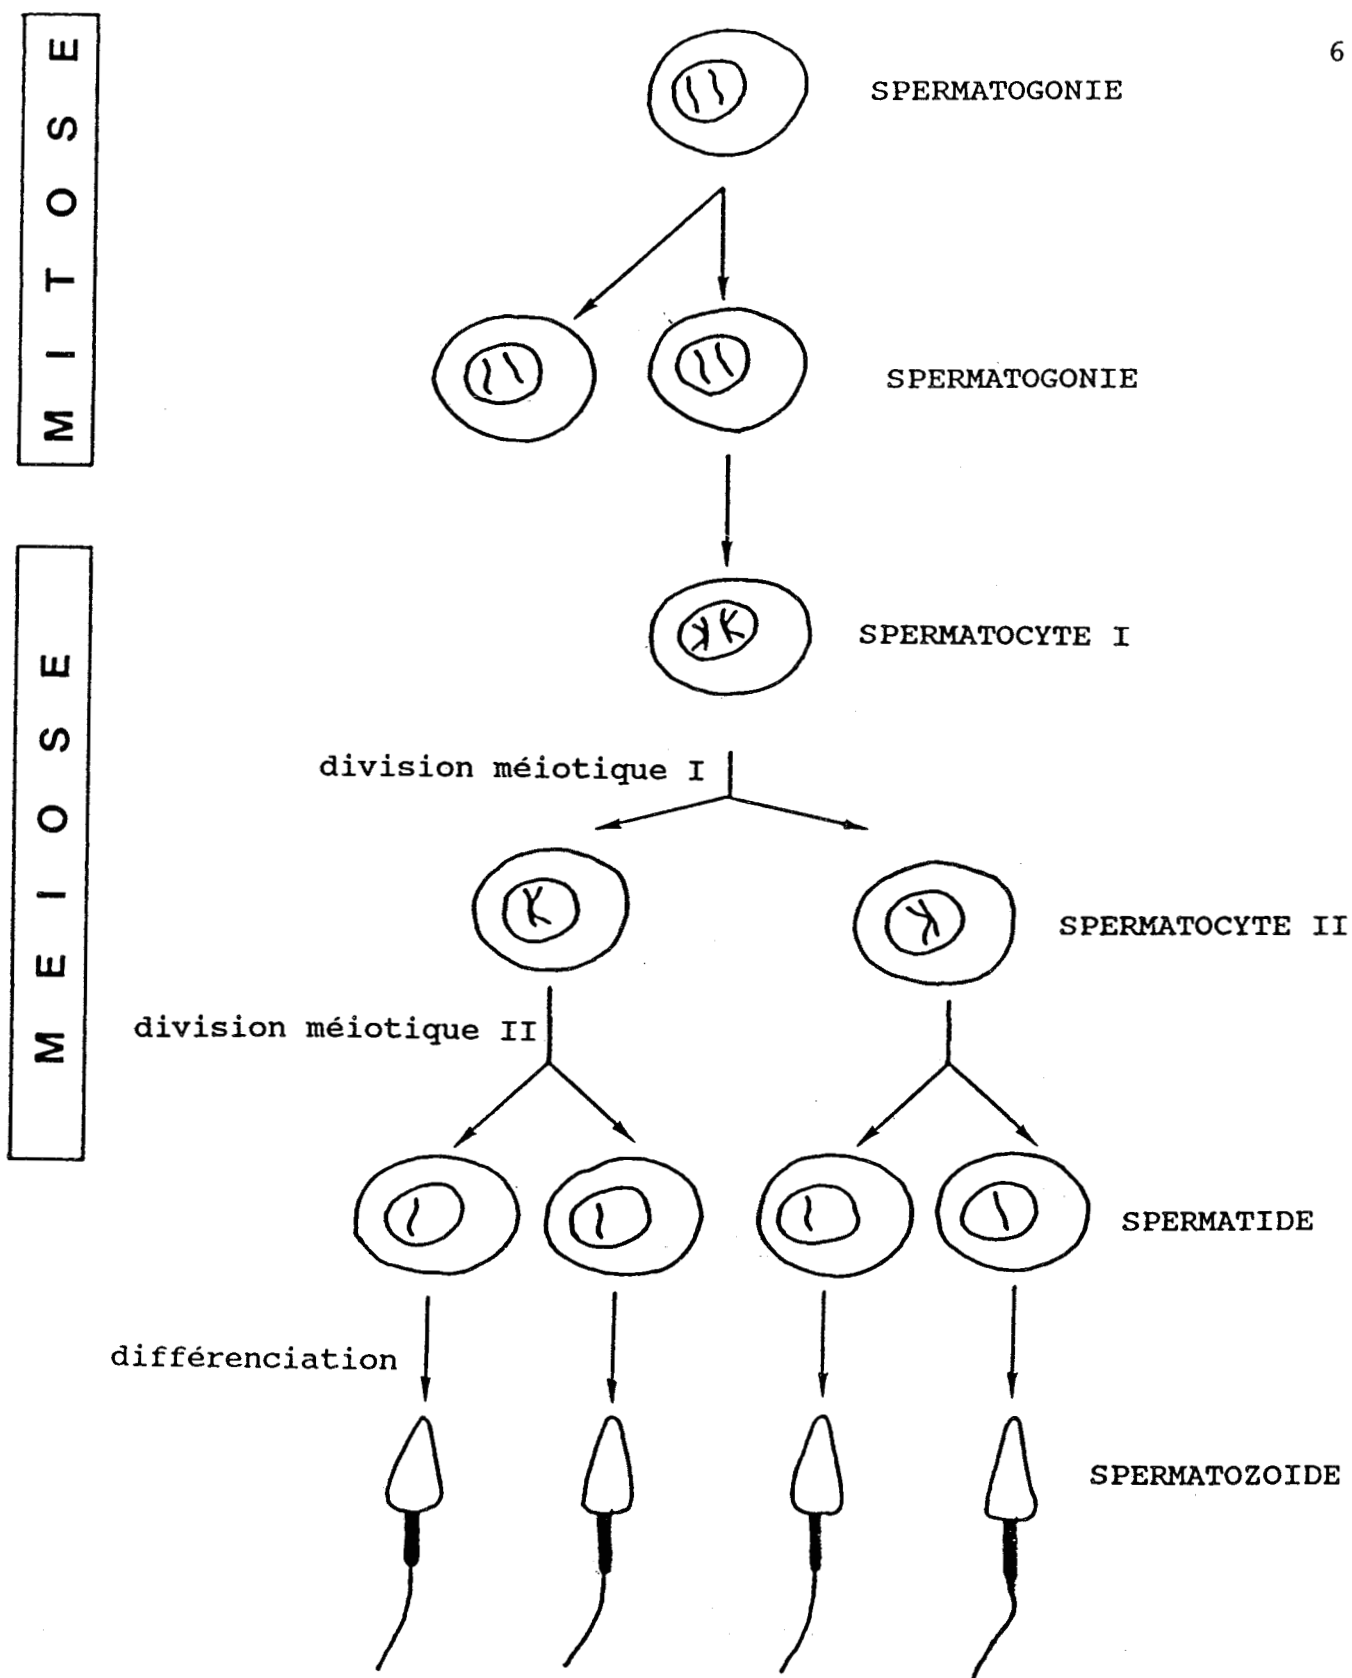 6
MITOSE
SPERMATOGONIE
SPERMATOGONIE
MEIOSE
SPERMATOCYTE I
division méiotique I
SPERMATOCYTE II
division méiotique II
SPERMATIDE
différenciation
SPERMATOZOIDE